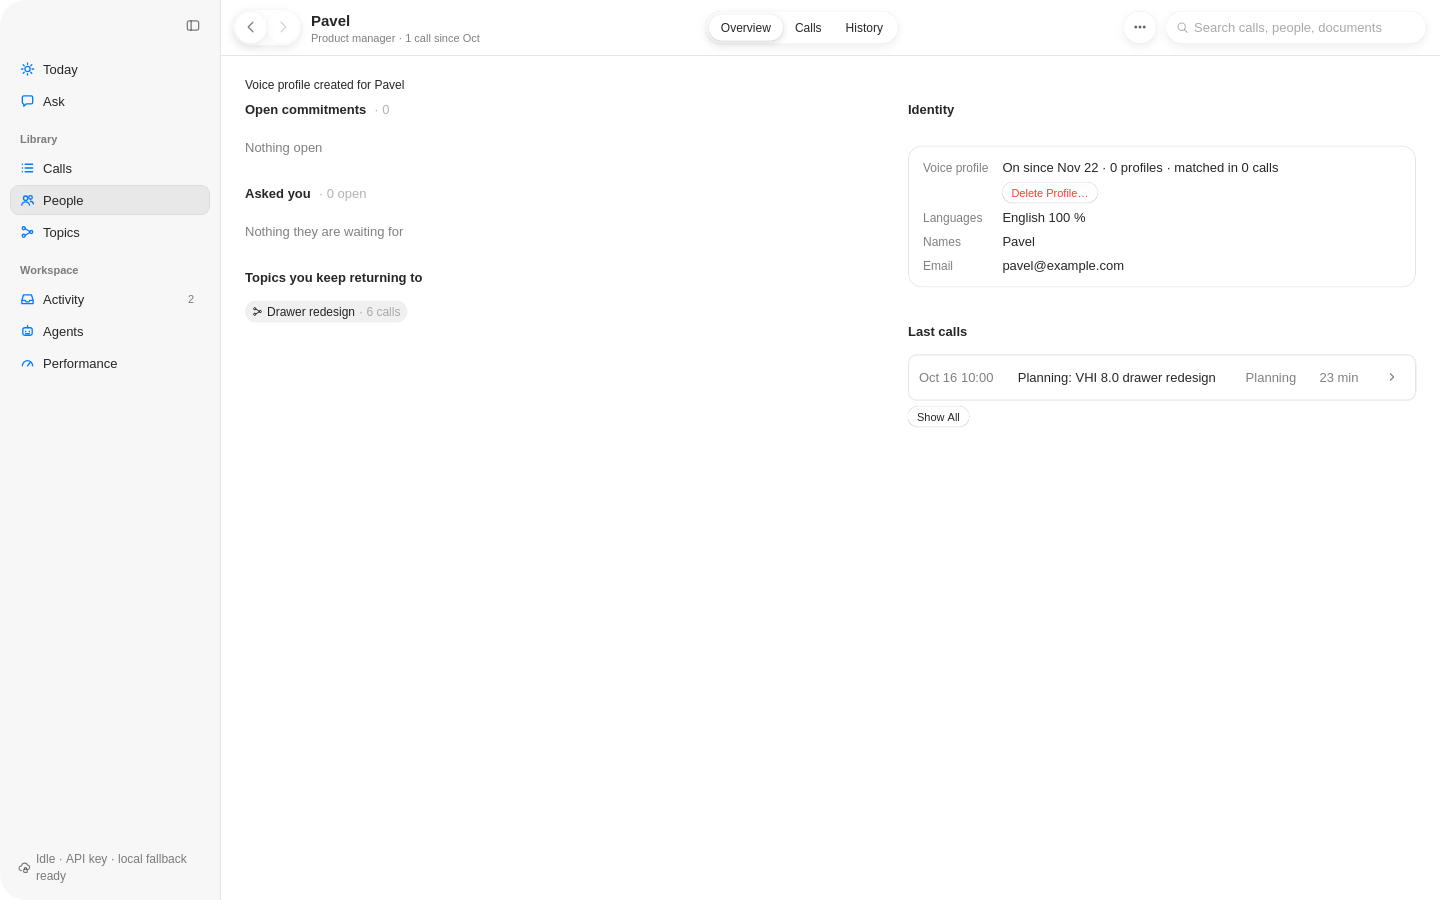 Today
Ask
Library
Calls
People
Topics
Workspace
Activity 2
Agents
Performance
Idle · API key · local fallback
ready
Pavel
Product manager · 1 call since Oct
Overview Calls History
Search calls, people, documents
Voice profile created for Pavel
Open commitments · 0
Nothing open
Asked you · 0 open
Nothing they are waiting for
Topics you keep returning to
Drawer redesign · 6 calls
Identity
Voice profile On since Nov 22 · 0 profiles · matched in 0 calls
Delete Profile…
Languages English 100 %
Names Pavel
Email pavel@example.com
Last calls
Oct 16 10:00 Planning: VHI 8.0 drawer redesign Planning 23 min
Show All